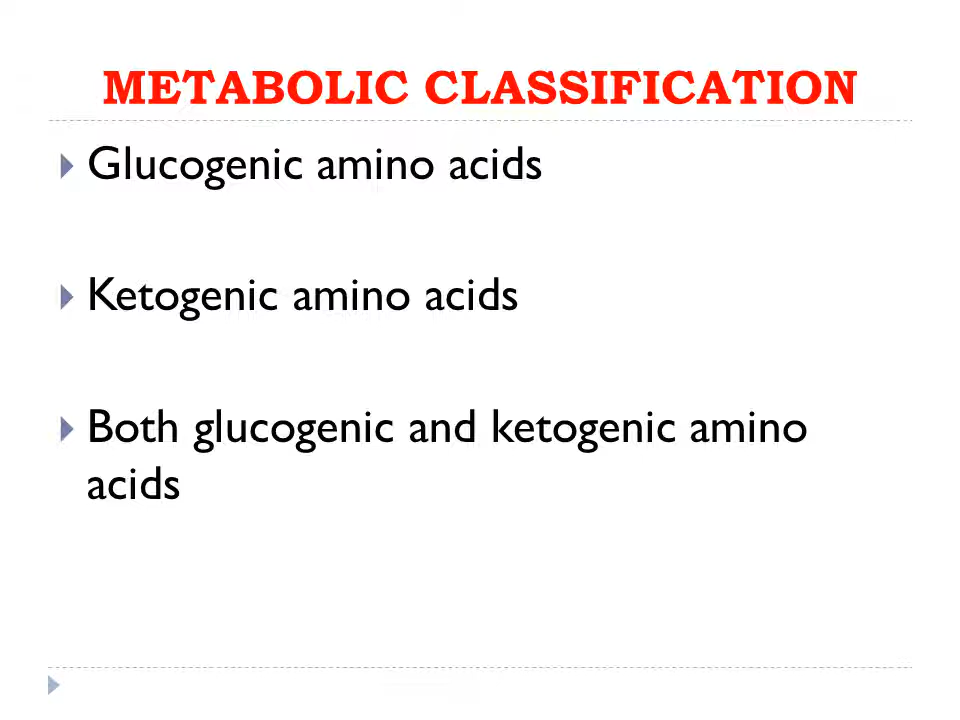 METABOLIC CLASSIFICATION
Glucogenic amino acids
Ketogenic amino acids
Both glucogenic and ketogenic amino
acids